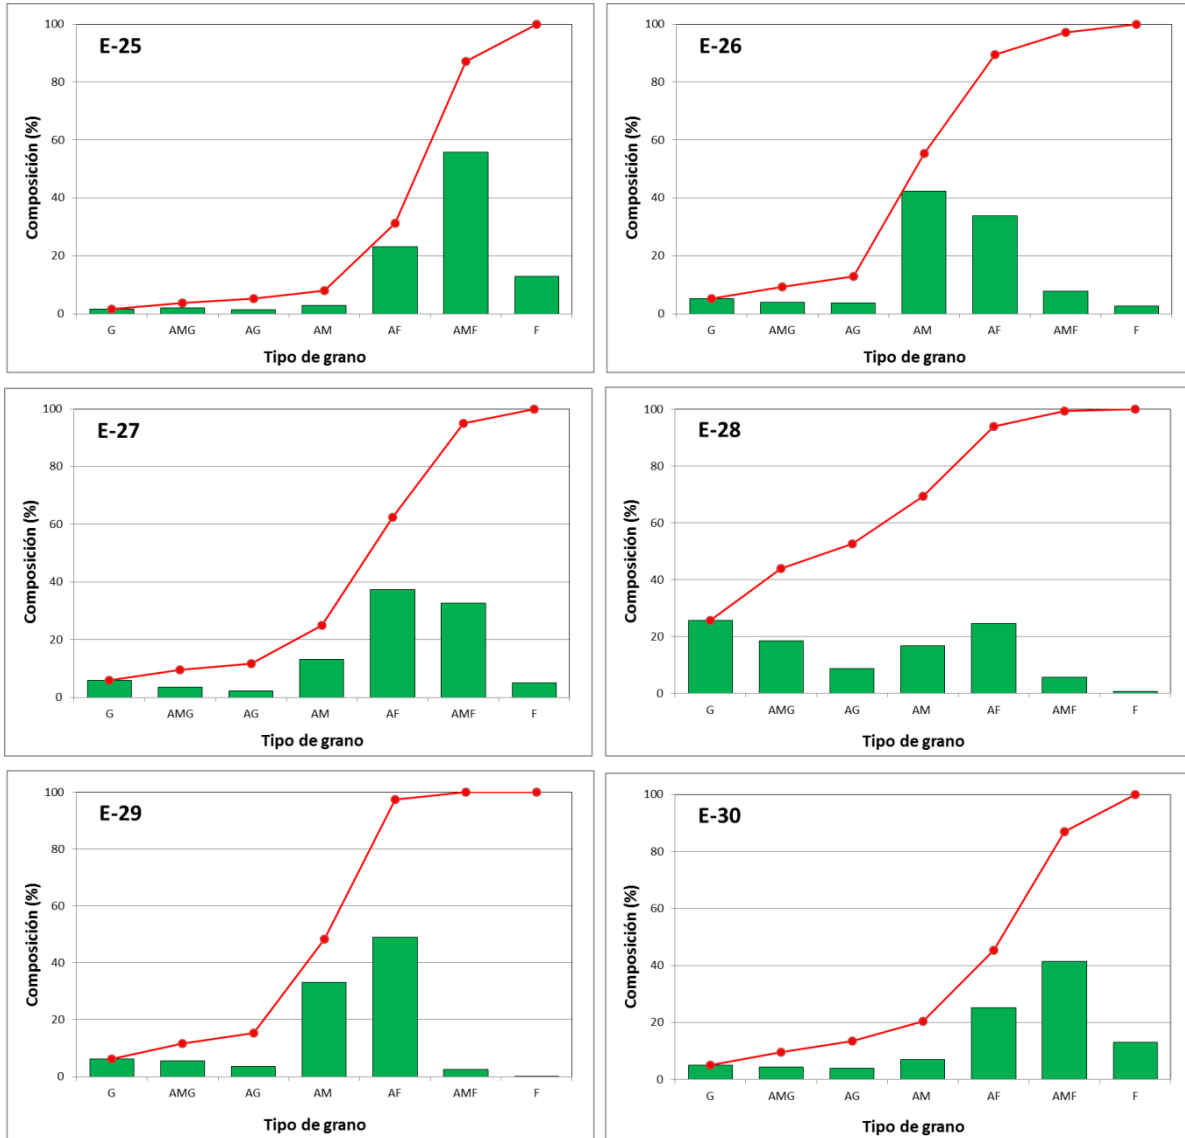 E-25
Composición (%)
100
80
60
40
20
0
G AMG AG AM AF AMF F
Tipo de grano
E-26
Composición (%)
100
80
60
40
20
0
G AMG AG AM AF AMF F
Tipo de grano
E-27
Composición (%)
100
80
60
40
20
0
G AMG AG AM AF AMF F
Tipo de grano
E-28
Composición (%)
100
80
60
40
20
0
G AMG AG AM AF AMF F
Tipo de grano
E-29
Composición (%)
100
80
60
40
20
0
G AMG AG AM AF AMF F
Tipo de grano
E-30
Composición (%)
100
80
60
40
20
0
G AMG AG AM AF AMF F
Tipo de grano